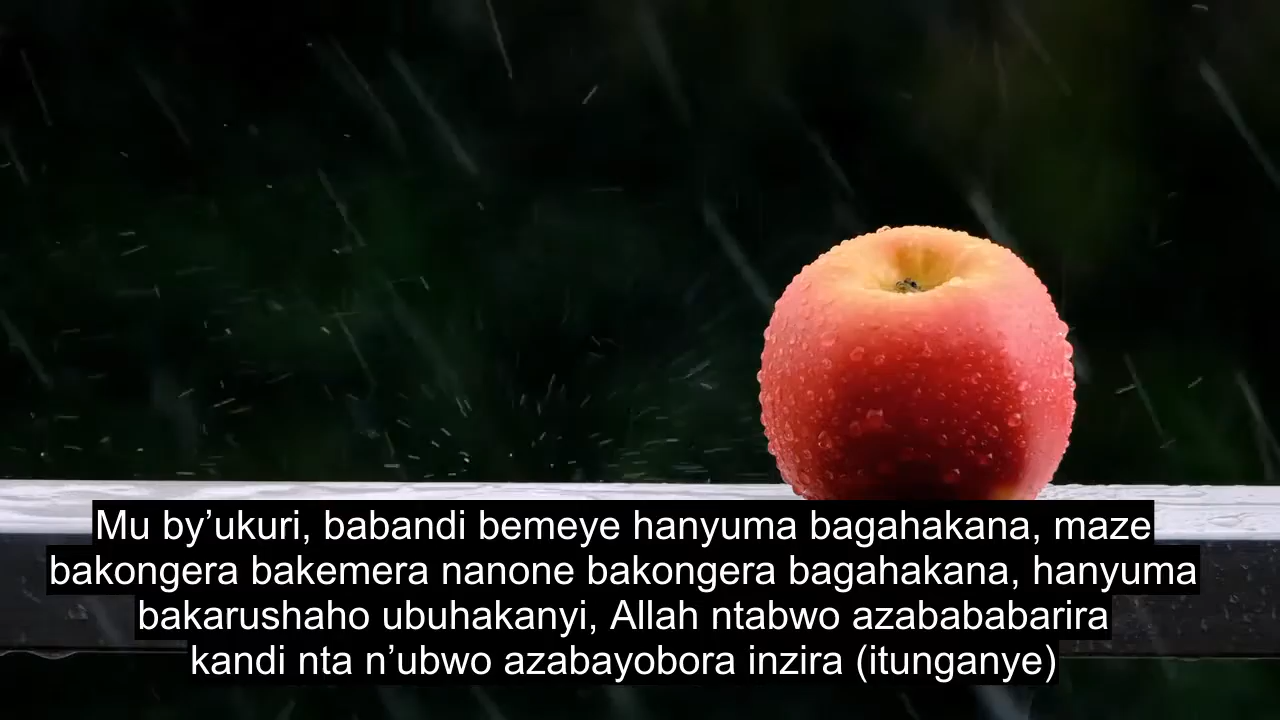 Mu by’ukuri, babandi bemeye hanyuma bagahakana, maze
bakongera bakemera nanone bakongera bagahakana, hanyuma
bakarushaho ubuhakanyi, Allah ntabwo azabababarira
kandi nta n’ubwo azabayobora inzira (itunganye)